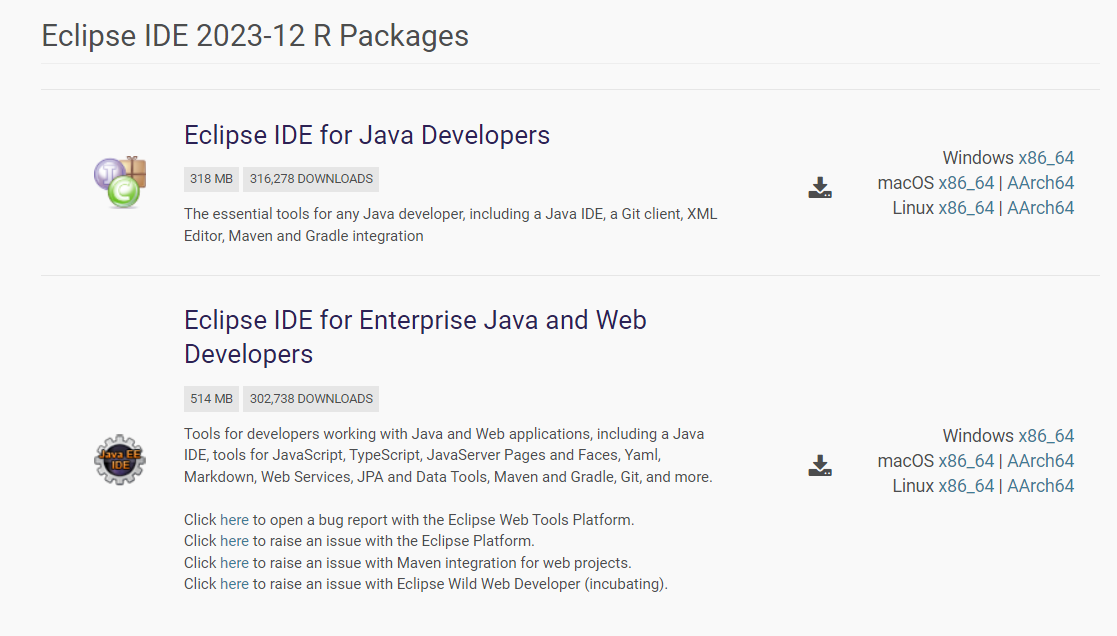 Eclipse IDE 2023-12 R Packages
Eclipse IDE for Java Developers
318 MB 316,278 DOWNLOADS
The essential tools for any Java developer, including a Java IDE, a Git client, XML
Editor, Maven and Gradle integration
Windows x86_64
macOS x86_64 | AArch64
Linux x86_64 | AArch64
Eclipse IDE for Enterprise Java and Web
Developers
514 MB 302,738 DOWNLOADS
Java EE
IDE
Tools for developers working with Java and Web applications, including a Java
IDE, tools for JavaScript, TypeScript, JavaServer Pages and Faces, Yaml,
Markdown, Web Services, JPA and Data Tools, Maven and Gradle, Git, and more.
Click here to open a bug report with the Eclipse Web Tools Platform.
Click here to raise an issue with the Eclipse Platform.
Click here to raise an issue with Maven integration for web projects.
Click here to raise an issue with Eclipse Wild Web Developer (incubating).
Windows x86_64
macOS x86_64 | AArch64
Linux x86_64 | AArch64